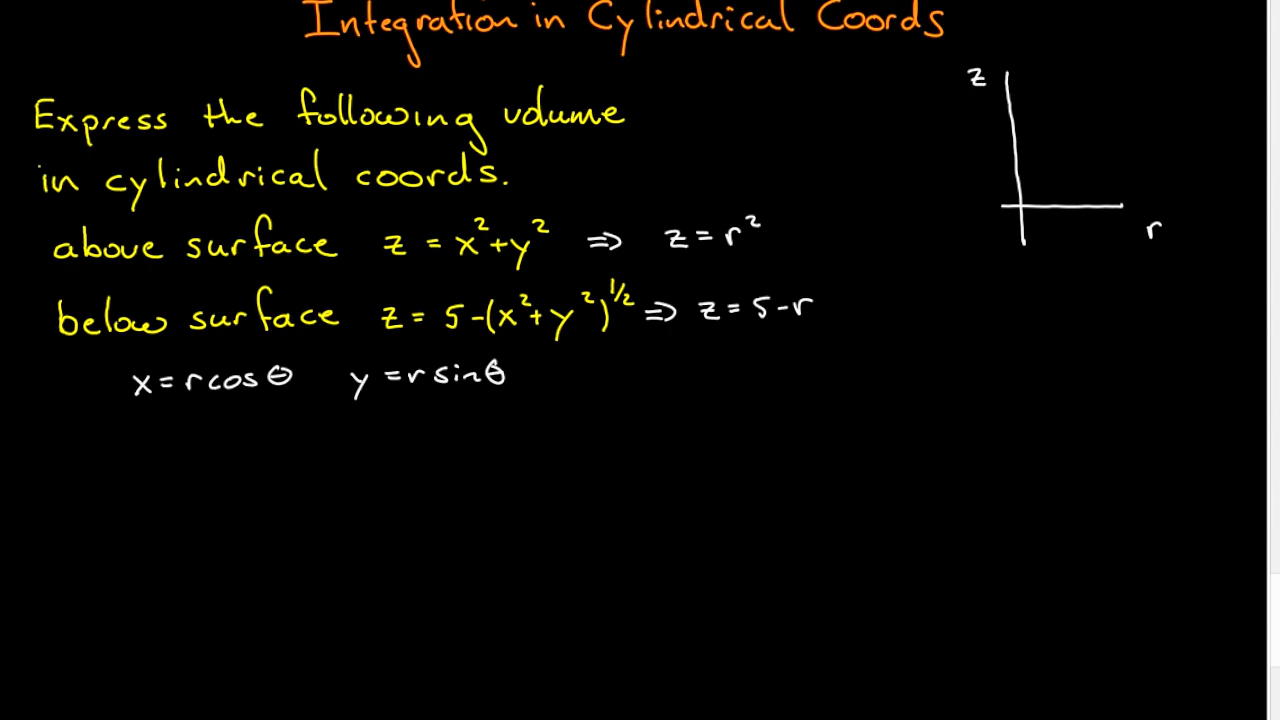 Integration in Cylindrical Coords
Express the following volume
in cylindrical coords.
above surface z = x²+y² ⇒ z = r²
below surface z = 5-(x²+y²)^1/2 ⇒ z = 5-r
x = r cos θ y = r sin θ
z
r